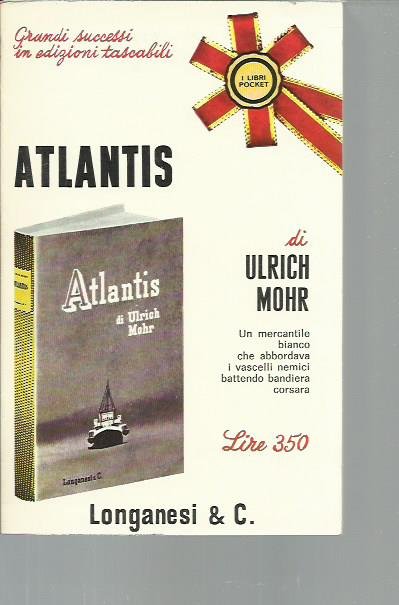 Grandi successi
in edizioni tascabili
I LIBRI
POCKET
ATLANTIS
Atlantis
di Ulrich
Mohr
Longanesi & C.
di
ULRICH
MOHR
Un mercantile
bianco
che abbordava
i vascelli nemici
battendo bandiera
corsara
Lire 350
Longanesi & C.